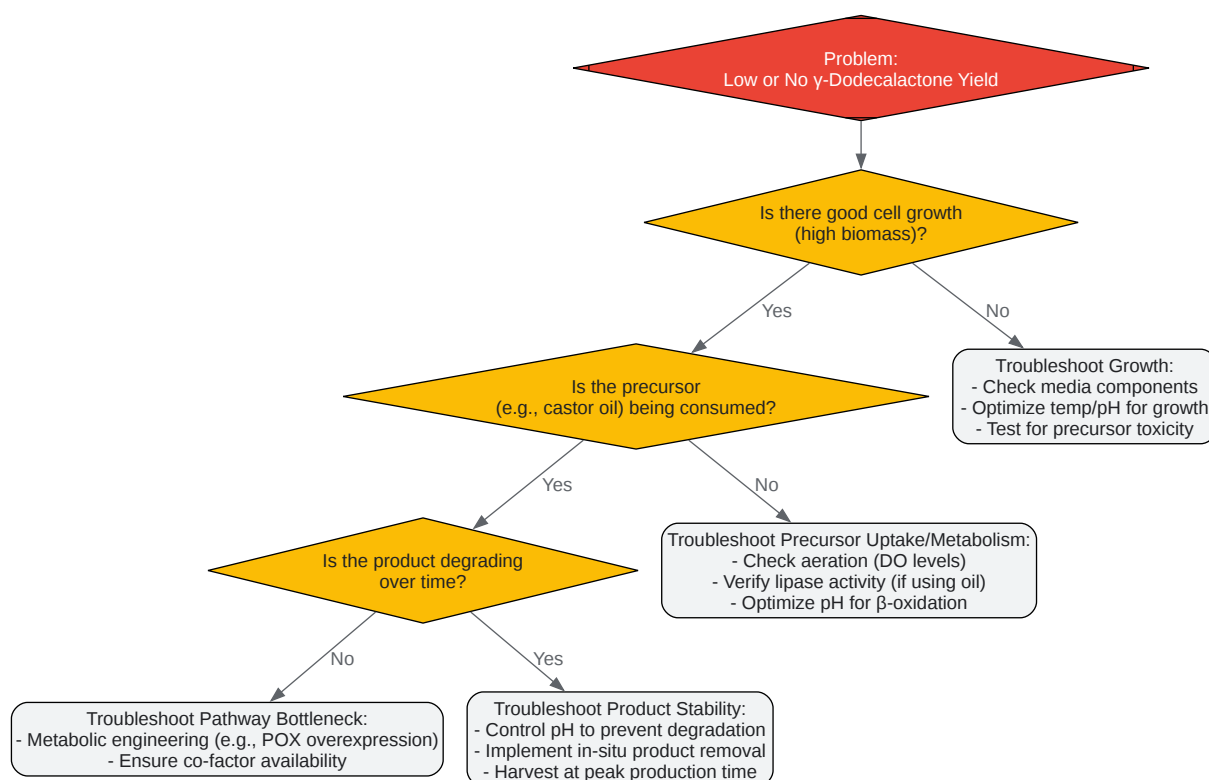 Problem:
Low or No γ-Dodecalactone Yield
Is there good cell growth
(high biomass)?
Yes
No
Is the precursor
(e.g., castor oil) being consumed?
Troubleshoot Growth:
- Check media components
- Optimize temp/pH for growth
- Test for precursor toxicity
Yes
No
Is the product degrading
over time?
Troubleshoot Precursor Uptake/Metabolism:
- Check aeration (DO levels)
- Verify lipase activity (if using oil)
- Optimize pH for β-oxidation
No
Yes
Troubleshoot Pathway Bottleneck:
- Metabolic engineering (e.g., POX overexpression)
- Ensure co-factor availability
Troubleshoot Product Stability:
- Control pH to prevent degradation
- Implement in-situ product removal
- Harvest at peak production time